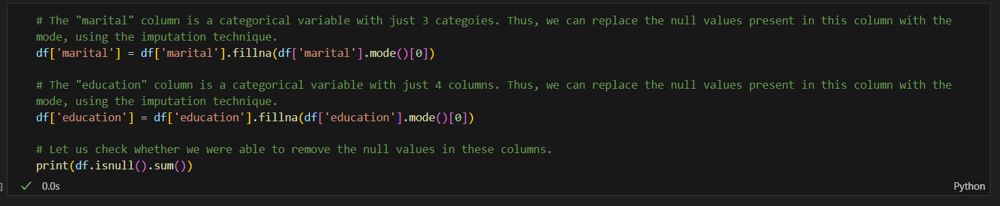 # The "marital" column is a categorical variable with just 3 categoies. Thus, we can replace the null values present in this column with the
mode, using the imputation technique.
df['marital'] = df['marital'].fillna(df['marital'].mode()[0])
# The "education" column is a categorical variable with just 4 columns. Thus, we can replace the null values present in this column with the
mode, using the imputation technique.
df['education'] = df['education'].fillna(df['education'].mode()[0])
# Let us check whether we were able to remove the null values in these columns.
print(df.isnull().sum())
] ✓ 0.0s Python